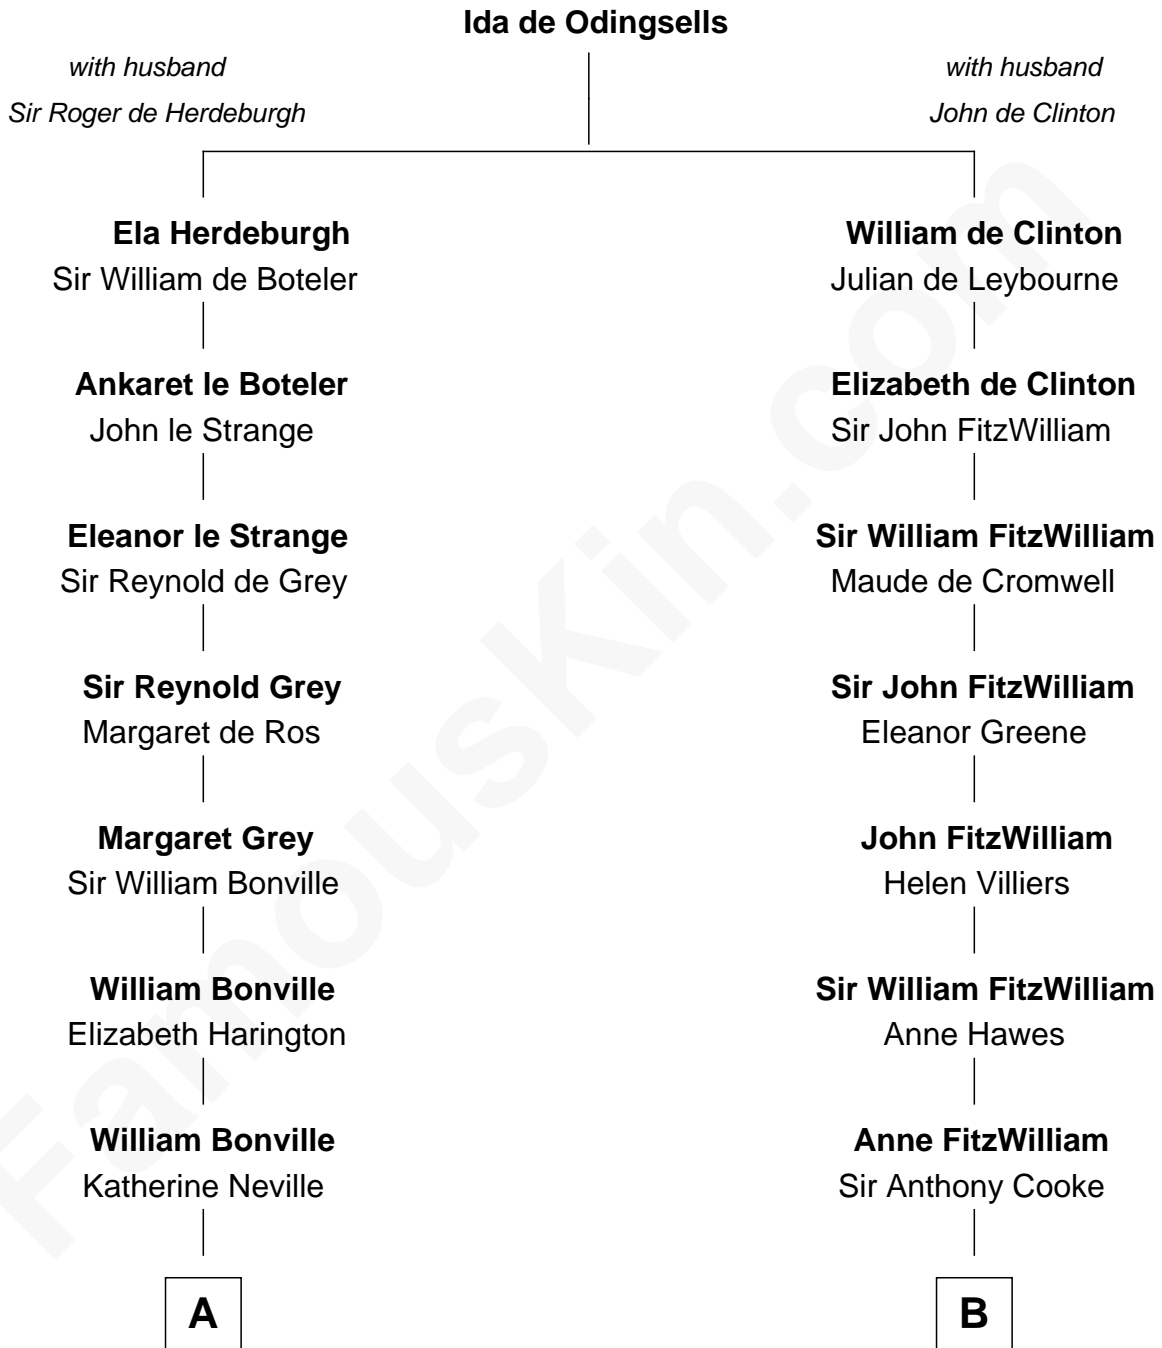 Ida de Odingsells
with husband
Sir Roger de Herdeburgh
with husband
John de Clinton
Ela Herdeburgh
Sir William de Boteler
William de Clinton
Julian de Leybourne
Ankaret le Boteler
John le Strange
Elizabeth de Clinton
Sir John FitzWilliam
Eleanor le Strange
Sir Reynold de Grey
Sir William FitzWilliam
Maude de Cromwell
Sir Reynold Grey
Margaret de Ros
Sir John FitzWilliam
Eleanor Greene
Margaret Grey
Sir William Bonville
John FitzWilliam
Helen Villiers
William Bonville
Elizabeth Harington
Sir William FitzWilliam
Anne Hawes
William Bonville
Katherine Neville
Anne FitzWilliam
Sir Anthony Cooke
A
B
FamousKin.com